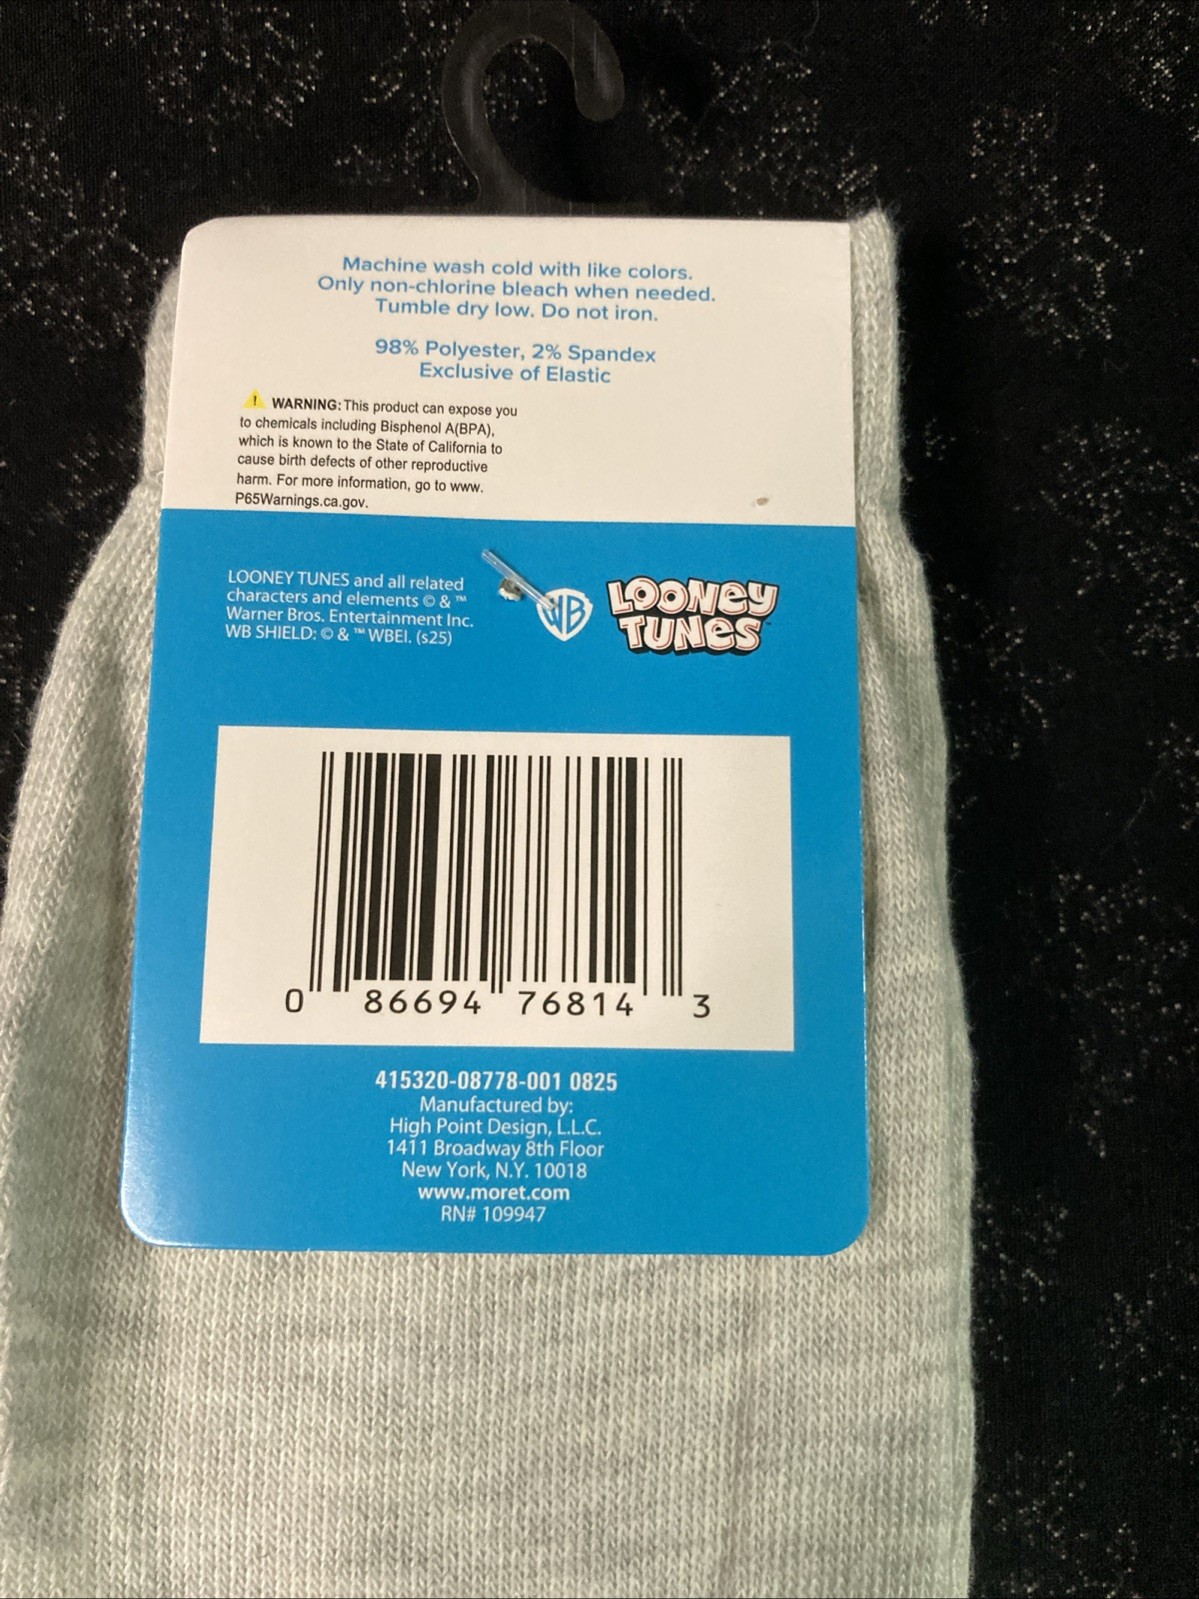 Machine wash cold with like colors.
Only non-chlorine bleach when needed.
Tumble dry low. Do not iron.
98% Polyester, 2% Spandex
Exclusive of Elastic
! WARNING: This product can expose you
to chemicals including Bisphenol A(BPA),
which is known to the State of California to
cause birth defects of other reproductive
harm. For more information, go to www.
P65Warnings.ca.gov.
LOONEY TUNES and all related
characters and elements © & ™
Warner Bros. Entertainment Inc.
WB SHIELD: © & ™ WBEI. (s25)
WB
LOONEY
TUNES™
0 86694 76814 3
415320-08778-001 0825
Manufactured by:
High Point Design, L.L.C.
1411 Broadway 8th Floor
New York, N.Y. 10018
www.moret.com
RN# 109947